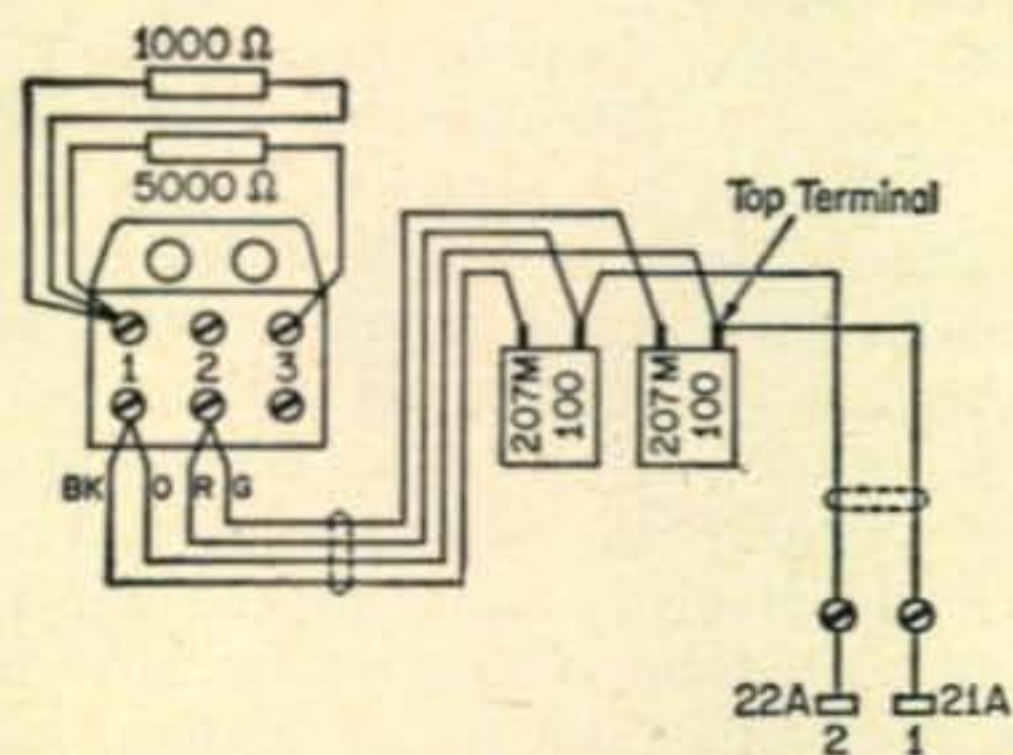 1000 Ω
5000 Ω
Top Terminal
1 2 3
207M
100
207M
100
BK O R G
22A 21A
2 1